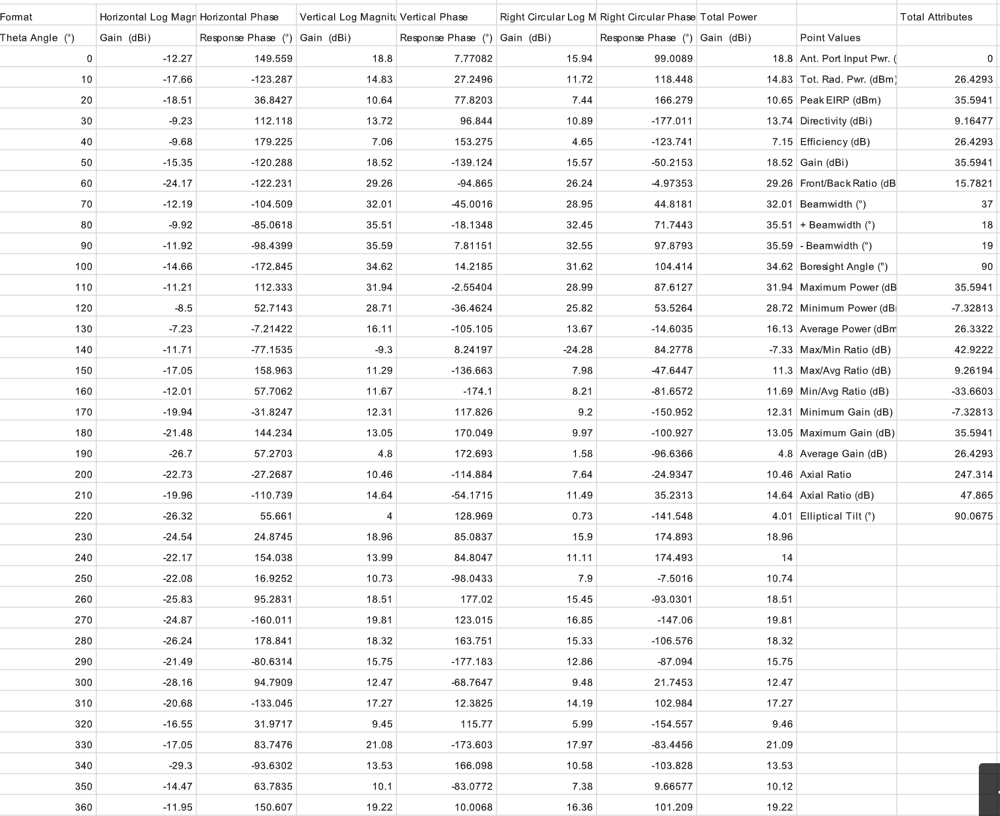 Format Horizontal Log Magn Horizontal Phase Vertical Log Magnitu Vertical Phase Right Circular Log M Right Circular Phase Total Power Total Attributes
Theta Angle (°) Gain (dBi) Response Phase (°) Gain (dBi) Response Phase (°) Gain (dBi) Response Phase (°) Gain (dBi) Point Values
0 -12.27 149.559 18.8 7.77082 15.94 99.0089 18.8 Ant. Port Input Pwr. ( 0
10 -17.66 -123.287 14.83 27.2496 11.72 118.448 14.83 Tot. Rad. Pwr. (dBm) 26.4293
20 -18.51 36.8427 10.64 77.8203 7.44 166.279 10.65 Peak EIRP (dBm) 35.5941
30 -9.23 112.118 13.72 96.844 10.89 -177.011 13.74 Directivity (dBi) 9.16477
40 -9.68 179.225 7.06 153.275 4.65 -123.741 7.15 Efficiency (dB) 26.4293
50 -15.35 -120.288 18.52 -139.124 15.57 -50.2153 18.52 Gain (dBi) 35.5941
60 -24.17 -122.231 29.26 -94.865 26.24 -4.97353 29.26 Front/Back Ratio (dB 15.7821
70 -12.19 -104.509 32.01 -45.0016 28.95 44.8181 32.01 Beamwidth (°) 37
80 -9.92 -85.0618 35.51 -18.1348 32.45 71.7443 35.51 + Beamwidth (°) 18
90 -11.92 -98.4399 35.59 7.81151 32.55 97.8793 35.59 - Beamwidth (°) 19
100 -14.66 -172.845 34.62 14.2185 31.62 104.414 34.62 Boresight Angle (°) 90
110 -11.21 112.333 31.94 -2.55404 28.99 87.6127 31.94 Maximum Power (dB 35.5941
120 -8.5 52.7143 28.71 -36.4624 25.82 53.5264 28.72 Minimum Power (dB -7.32813
130 -7.23 -7.21422 16.11 -105.105 13.67 -14.6035 16.13 Average Power (dBm 26.3322
140 -11.71 -77.1535 -9.3 8.24197 -24.28 84.2778 -7.33 Max/Min Ratio (dB) 42.9222
150 -17.05 158.963 11.29 -136.663 7.98 -47.6447 11.3 Max/Avg Ratio (dB) 9.26194
160 -12.01 57.7062 11.67 -174.1 8.21 -81.6572 11.69 Min/Avg Ratio (dB) -33.6603
170 -19.94 -31.8247 12.31 117.826 9.2 -150.952 12.31 Minimum Gain (dB) -7.32813
180 -21.48 144.234 13.05 170.049 9.97 -100.927 13.05 Maximum Gain (dB) 35.5941
190 -26.7 57.2703 4.8 172.693 1.58 -96.6366 4.8 Average Gain (dB) 26.4293
200 -22.73 -27.2687 10.46 -114.884 7.64 -24.9347 10.46 Axial Ratio 247.314
210 -19.96 -110.739 14.64 -54.1715 11.49 35.2313 14.64 Axial Ratio (dB) 47.865
220 -26.32 55.661 4 128.969 0.73 -141.548 4.01 Elliptical Tilt (°) 90.0675
230 -24.54 24.8745 18.96 85.0837 15.9 174.893 18.96
240 -22.17 154.038 13.99 84.8047 11.11 174.493 14
250 -22.08 16.9252 10.73 -98.0433 7.9 -7.5016 10.74
260 -25.83 95.2831 18.51 177.02 15.45 -93.0301 18.51
270 -24.87 -160.011 19.81 123.015 16.85 -147.06 19.81
280 -26.24 178.841 18.32 163.751 15.33 -106.576 18.32
290 -21.49 -80.6314 15.75 -177.183 12.86 -87.094 15.75
300 -28.16 94.7909 12.47 -68.7647 9.48 21.7453 12.47
310 -20.68 -133.045 17.27 12.3825 14.19 102.984 17.27
320 -16.55 31.9717 9.45 115.77 5.99 -154.557 9.46
330 -17.05 83.7476 21.08 -173.603 17.97 -83.4456 21.09
340 -29.3 -93.6302 13.53 166.098 10.58 -103.828 13.53
350 -14.47 63.7835 10.1 -83.0772 7.38 9.66577 10.12
360 -11.95 150.607 19.22 10.0068 16.36 101.209 19.22